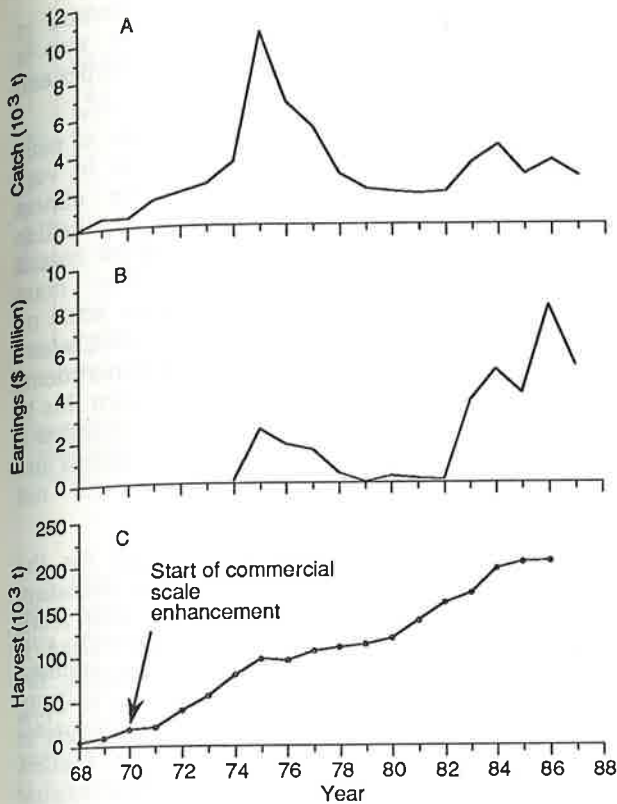 A
Catch (10³ t)
12
10
8
6
4
2
0
B
Earnings ($ million)
10
8
6
4
2
0
C
Harvest (10³ t)
250
200
150
100
50
0
Start of commercial
scale
enhancement
68 70 72 74 76 78 80 82 84 86 88
Year